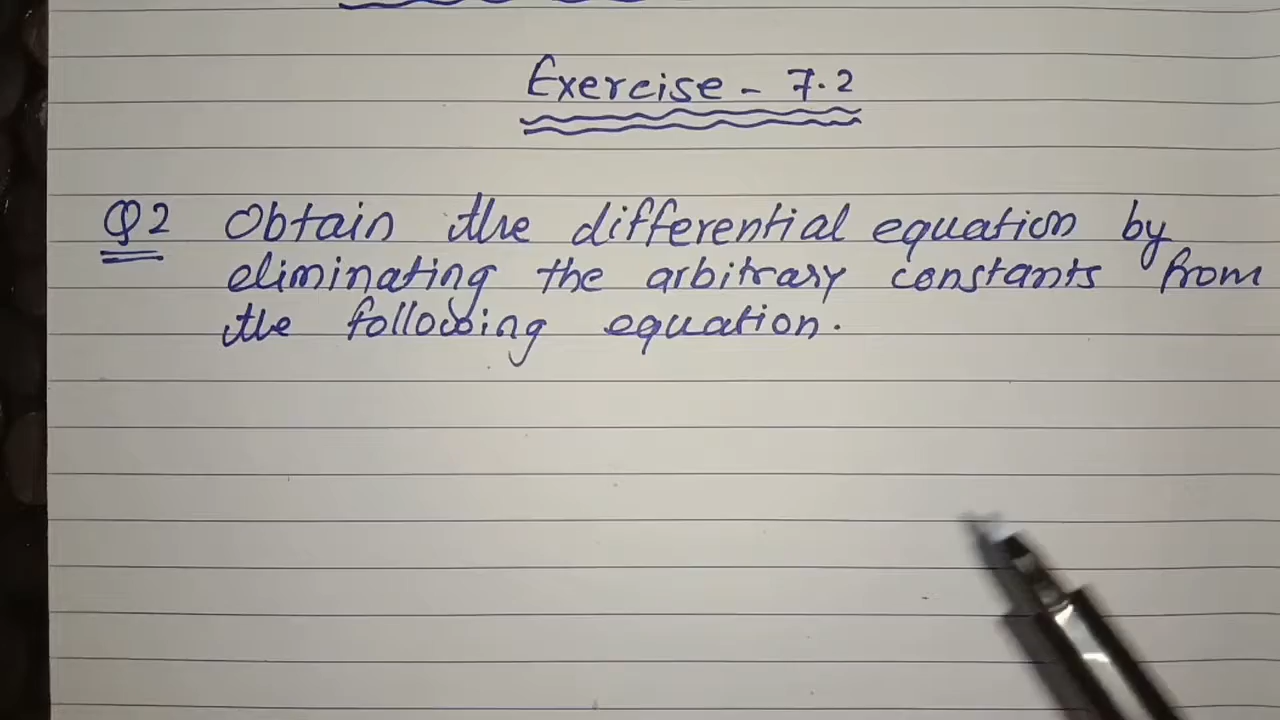 Exercise - 7.2
Q2 Obtain the differential equation by
eliminating the arbitrary constants from
the following equation.